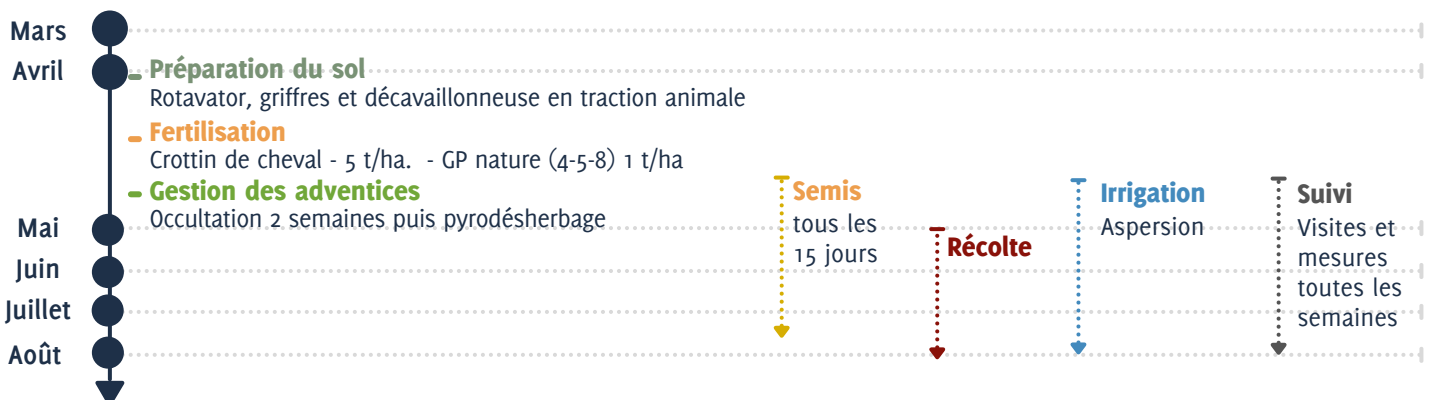 Mars
Avril
Préparation du sol
Rotavator, griffres et décavaillonneuse en traction animale
Fertilisation
Crottin de cheval - 5 t/ha. - GP nature (4-5-8) 1 t/ha
Gestion des adventices
Occultation 2 semaines puis pyrodésherbage
Semis
tous les
15 jours
Récolte
Irrigation
Aspersion
Suivi
Visites et
mesures
toutes les
semaines
Mai
Juin
Juillet
Août